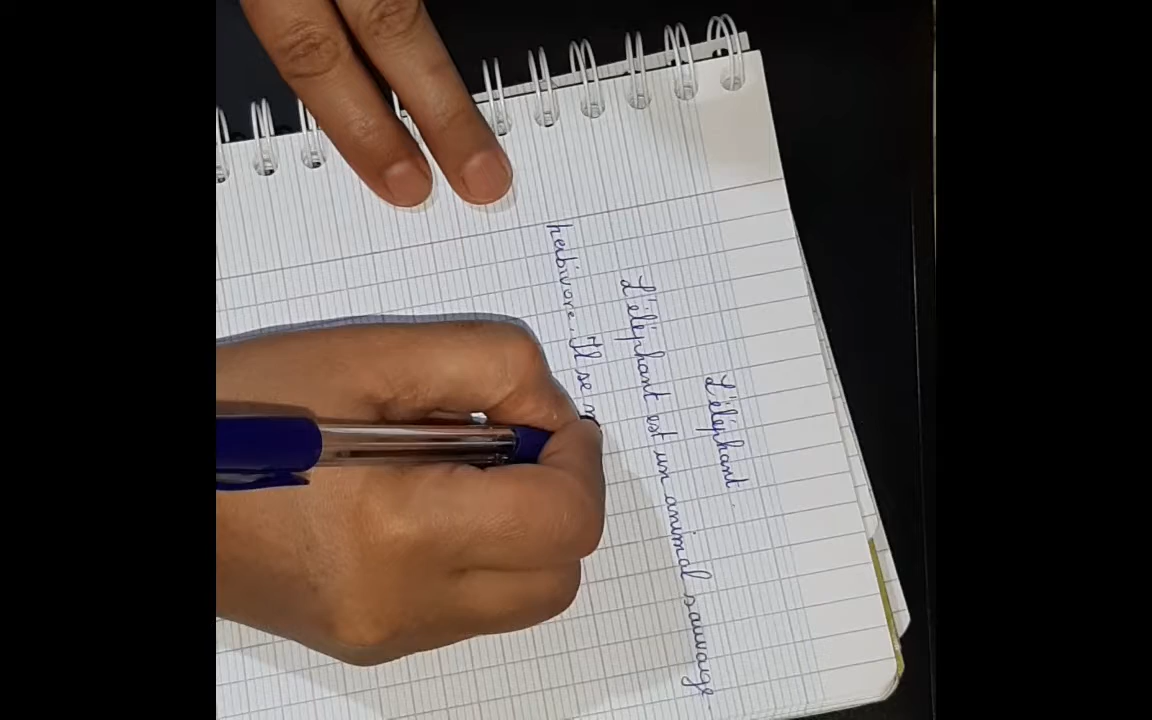 L'éléphant.
L'éléphant est un animal sauvage.
herbivore. Il se